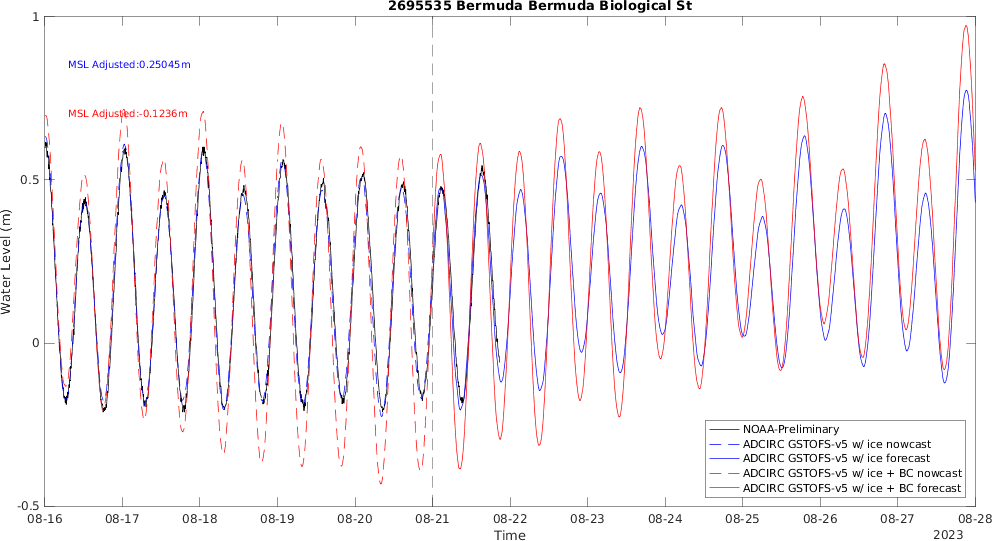 2695535 Bermuda Bermuda Biological St
MSL Adjusted:0.25045m
MSL Adjusted:-0.1236m
Water Level (m)
1
0.5
0
-0.5
NOAA-Preliminary
ADCIRC GSTOFS-v5 w/ ice nowcast
ADCIRC GSTOFS-v5 w/ ice forecast
ADCIRC GSTOFS-v5 w/ ice + BC nowcast
ADCIRC GSTOFS-v5 w/ ice + BC forecast
08-16 08-17 08-18 08-19 08-20 08-21 08-22 08-23 08-24 08-25 08-26 08-27 08-28
Time
2023